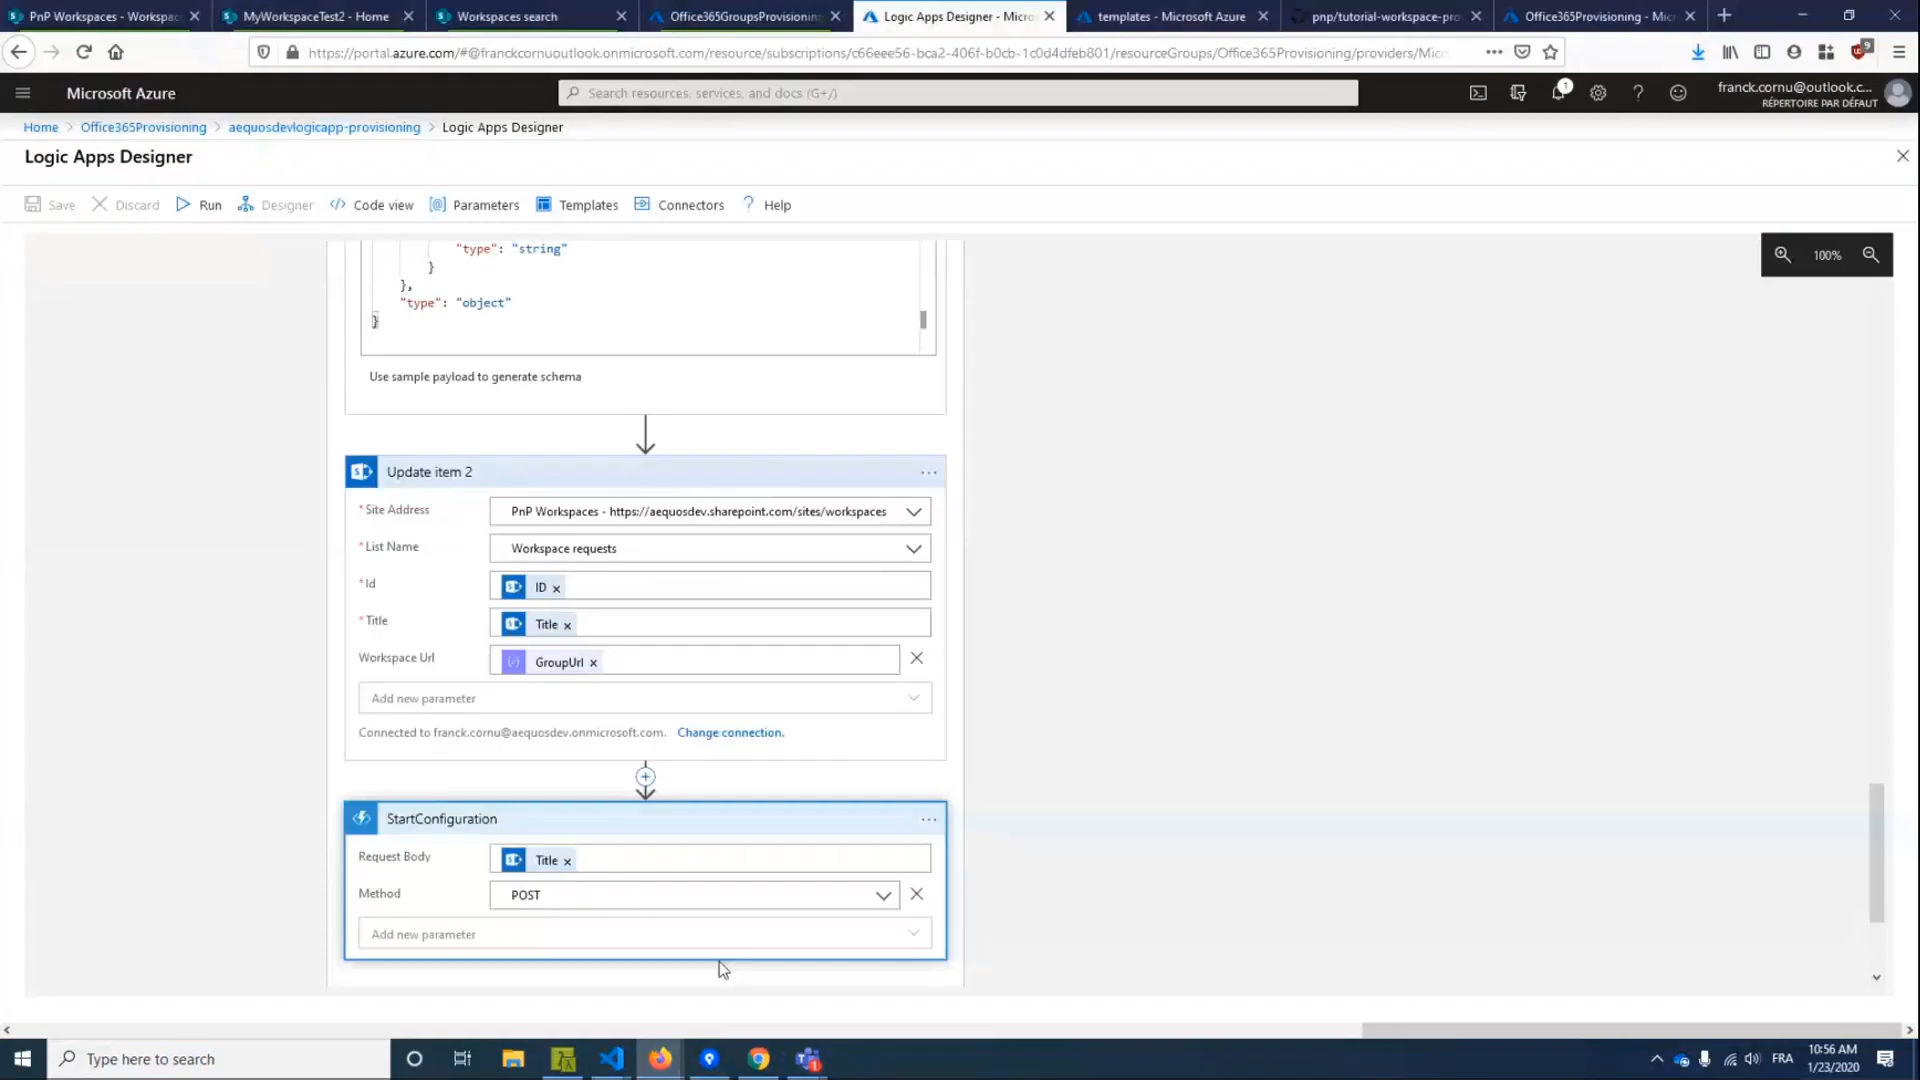 PnP Workspaces - Workspac
MyWorkspaceTest2 - Home
Workspaces search
Office365GroupsProvisionin
Logic Apps Designer - Micro
templates - Microsoft Azure
pnp/tutorial-workspace-pro
Office365Provisioning - Mic
https://portal.azure.com/#@franckcornuoutlook.onmicrosoft.com/resource/subscriptions/c66eee56-bca2-406f-b0cb-1c0d4dfeb801/resourceGroups/Office365Provisioning/providers/Micr
9
Microsoft Azure
Search resources, services, and docs (G+/)
1
franck.cornu@outlook.c...
RÉPERTOIRE PAR DÉFAUT
Home > Office365Provisioning > aequosdevlogicapp-provisioning > Logic Apps Designer
Logic Apps Designer
Save Discard Run Designer Code view Parameters Templates Connectors Help
100%
"type": "string"
}
},
"type": "object"
}
Use sample payload to generate schema
Update item 2
* Site Address
PnP Workspaces - https://aequosdev.sharepoint.com/sites/workspaces
* List Name
Workspace requests
* Id
ID ×
* Title
Title ×
Workspace Url
GroupUrl ×
Add new parameter
Connected to franck.cornu@aequosdev.onmicrosoft.com. Change connection.
StartConfiguration
Request Body
Title ×
Method
POST
Add new parameter
Type here to search
FRA
10:56 AM
1/23/2020